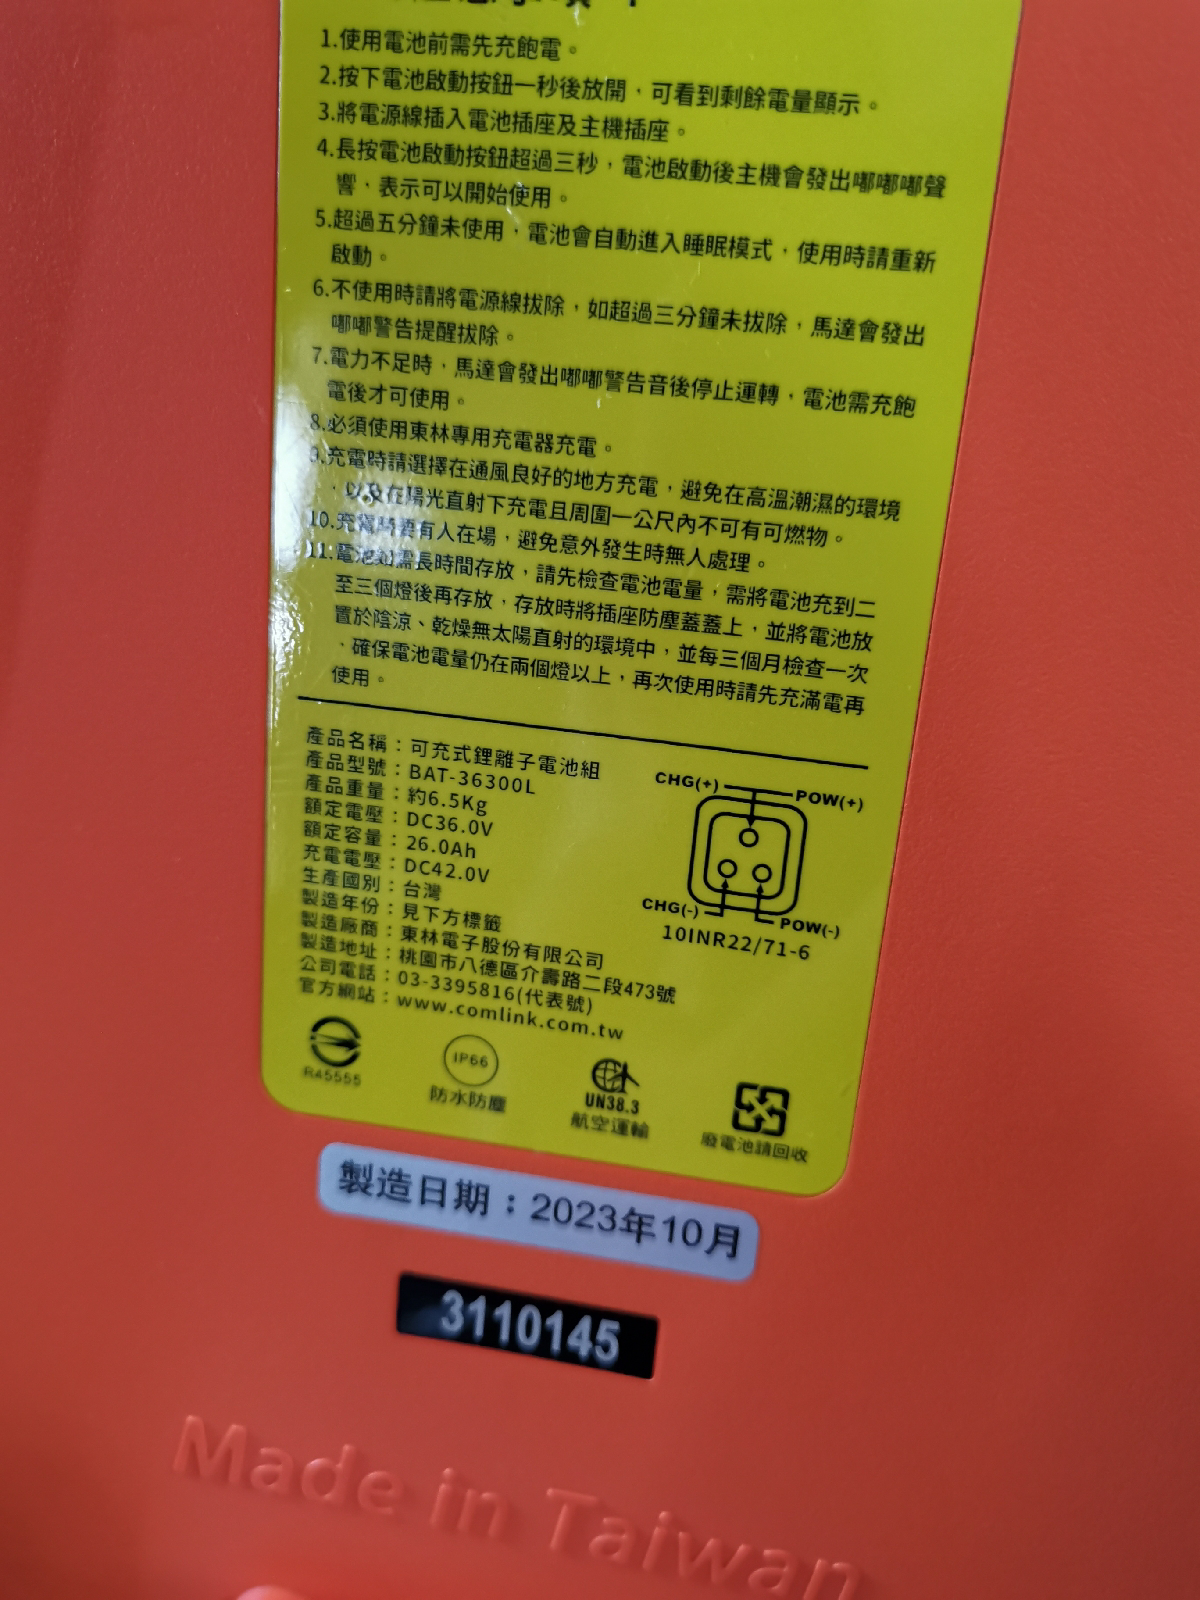 1.使用電池前需先充飽電。
2.按下電池啟動按鈕一秒後放開，可看到剩餘電量顯示。
3.將電源線插入電池插座及主機插座。
4.長按電池啟動按鈕超過三秒，電池啟動後主機會發出嘟嘟嘟聲
響，表示可以開始使用。
5.超過五分鐘未使用，電池會自動進入睡眠模式，使用時請重新
啟動。
6.不使用時請將電源線拔除，如超過三分鐘未拔除，馬達會發出
嘟嘟警告提醒拔除。
7.電力不足時，馬達會發出嘟嘟警告音後停止運轉，電池需充飽
電後才可使用。
8.必須使用東林專用充電器充電。
9.充電時請選擇在通風良好的地方充電，避免在高溫潮濕的環境
，以及在陽光直射下充電且周圍一公尺內不可有可燃物。
10.充電時要有人在場，避免意外發生時無人處理。
11.電池如需長時間存放，請先檢查電池電量，需將電池充到二
至三個燈後再存放，存放時將插座防塵蓋蓋上，並將電池放
置於陰涼、乾燥無太陽直射的環境中，並每三個月檢查一次
，確保電池電量仍在兩個燈以上，再次使用時請先充滿電再
使用。
產品名稱：可充式鋰離子電池組
產品型號：BAT-36300L
產品重量：約6.5Kg
額定電壓：DC36.0V
額定容量：26.0Ah
充電電壓：DC42.0V
生產國別：台灣
製造年份：見下方標籤
製造廠商：東林電子股份有限公司
製造地址：桃園市八德區介壽路二段473號
公司電話：03-3395816(代表號)
官方網站：www.comlink.com.tw
CHG(+) POW(+)
CHG(-) POW(-)
10INR22/71-6
R45555
IP66
防水防塵
UN38.3
航空運輸
廢電池請回收
製造日期：2023年10月
3110145
Made in Taiwan